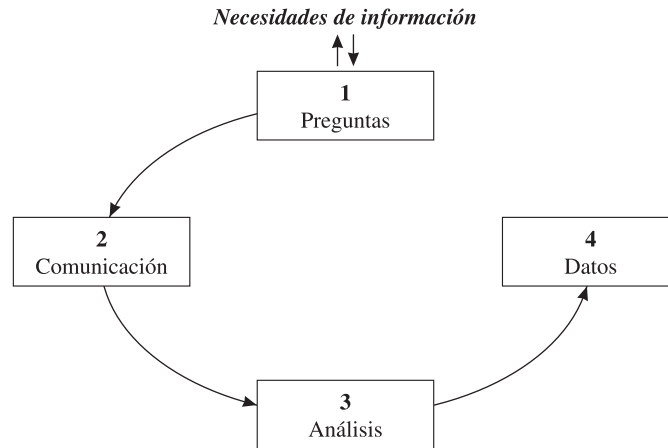 Necesidades de información
1
Preguntas
2
Comunicación
4
Datos
3
Análisis